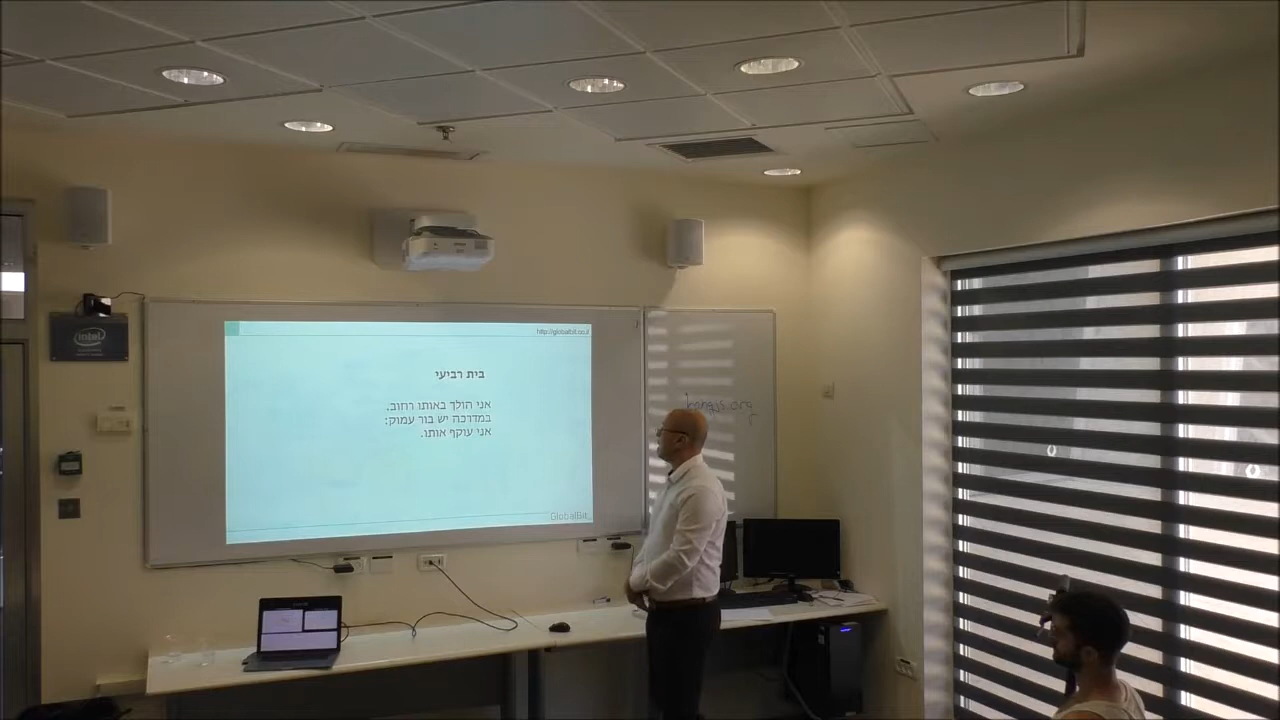 http://globalbit.co.il
בית רביעי
אני הולך באותו רחוב.
במדרכה יש בור עמוק:
אני עוקף אותו.
GlobalBit
intel